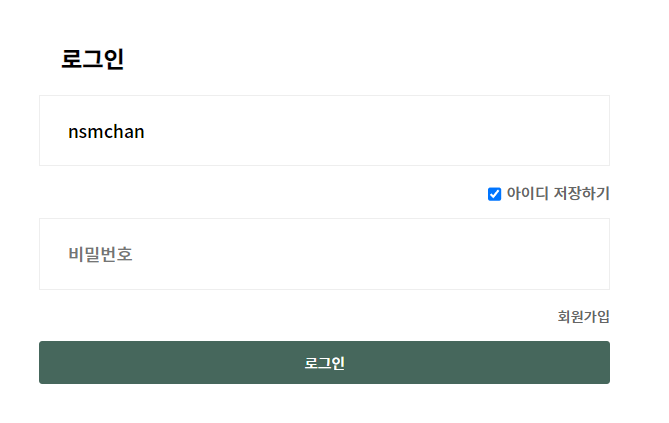 로그인
nsmchan
아이디 저장하기
비밀번호
회원가입
로그인